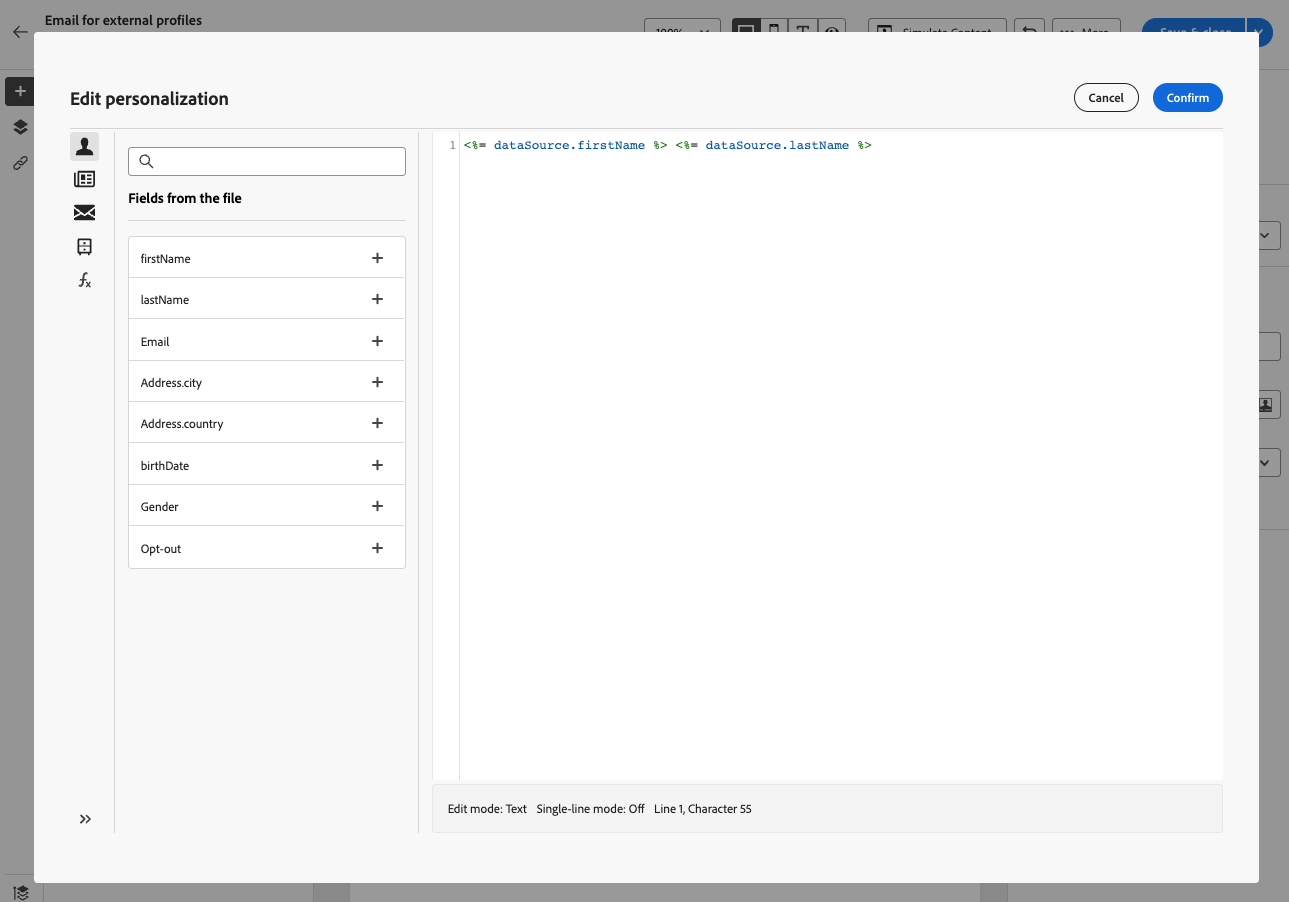 Email for external profiles
100%
Simulate Content
More
Save & close
Edit personalization
Cancel
Confirm
1 <%= dataSource.firstName %> <%= dataSource.lastName %>
Fields from the file
firstName
lastName
Email
Address.city
Address.country
birthDate
Gender
Opt-out
Edit mode: Text Single-line mode: Off Line 1, Character 55